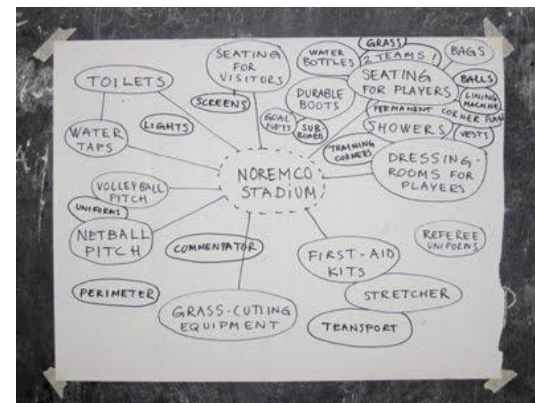 GRASS
2 TEAMS!
WATER
BOTTLES
BAGS
SEATING
FOR
VISITORS
SEATING
FOR PLAYERS
BALLS
LINING
MACHINE
TOILETS
DURABLE
BOOTS
SCREENS
PERMANENT
CORNER FLAGS
GOAL
NETS
SUB-
BOARD
SHOWERS
VESTS
LIGHTS
WATER
TAPS
TRAINING
CORNERS
DRESSING-
ROOMS FOR
PLAYERS
NOREMCO
STADIUM
VOLLEYBALL
PITCH
UNIFORMS
NETBALL
PITCH
COMMENTATOR
REFEREE
UNIFORMS
FIRST-AID
KITS
PERIMETER
STRETCHER
GRASS-CUTTING
EQUIPMENT
TRANSPORT